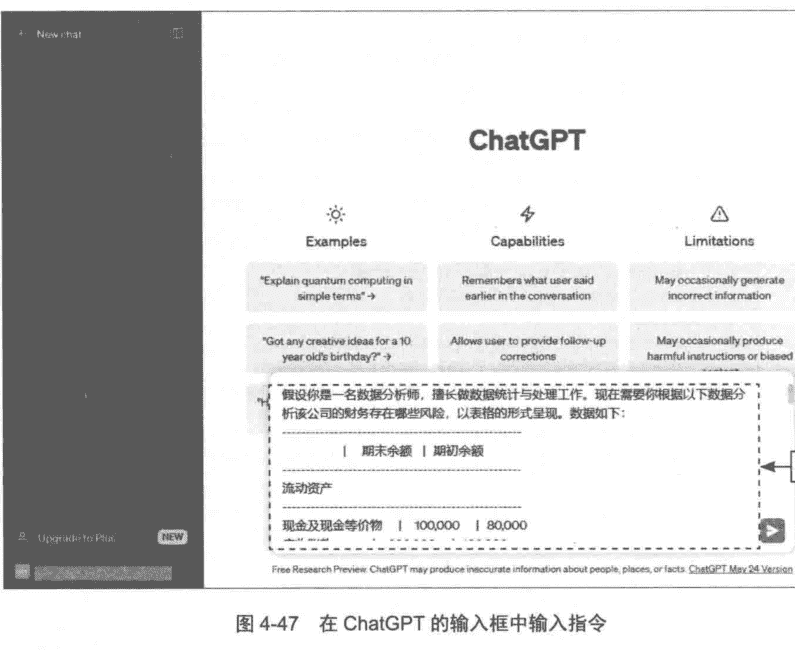 New chat
ChatGPT
Examples
Capabilities
Limitations
"Explain quantum computing in
simple terms" →
Remembers what user said
earlier in the conversation
May occasionally generate
incorrect information
"Got any creative ideas for a 10
year old's birthday?" →
Allows user to provide follow-up
corrections
May occasionally produce
harmful instructions or biased
"H
假设你是一名数据分析师，擅长做数据统计与处理工作。现在需要你根据以下数据分
析该公司的财务存在哪些风险，以表格的形式呈现。数据如下：
| 期末余额 | 期初余额
流动资产
现金及现金等价物 | 100,000 | 80,000
Upgrade to Plus
NEW
Free Research Preview. ChatGPT may produce inaccurate information about people, places, or facts. ChatGPT May 24 Version
图 4-47 在 ChatGPT 的输入框中输入指令